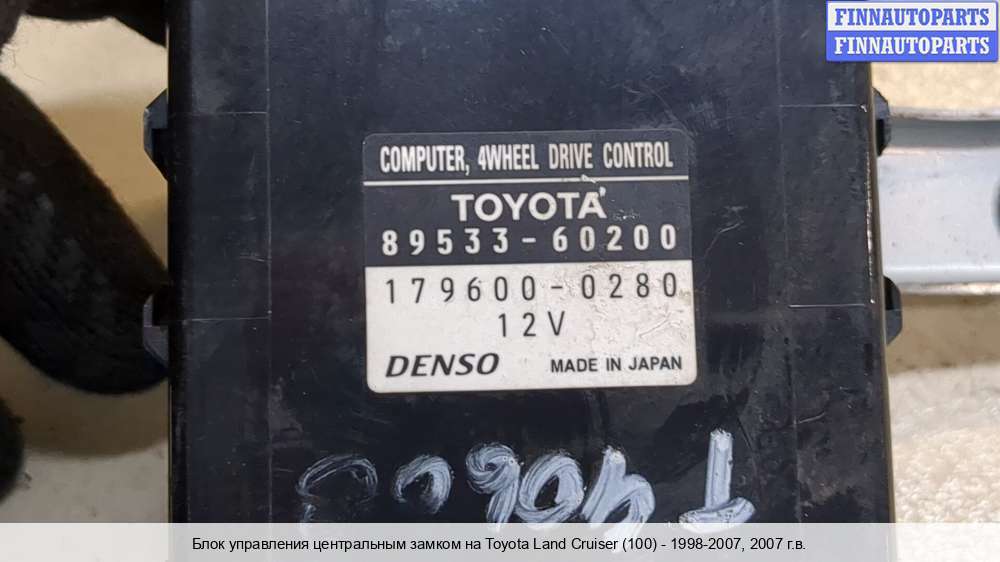 FINNAUTOPARTS
FINNAUTOPARTS
COMPUTER, 4WHEEL DRIVE CONTROL
TOYOTA
89533-60200
179600-0280
12V
DENSO MADE IN JAPAN
Блок управления центральным замком на Toyota Land Cruiser (100) - 1998-2007, 2007 г.в.